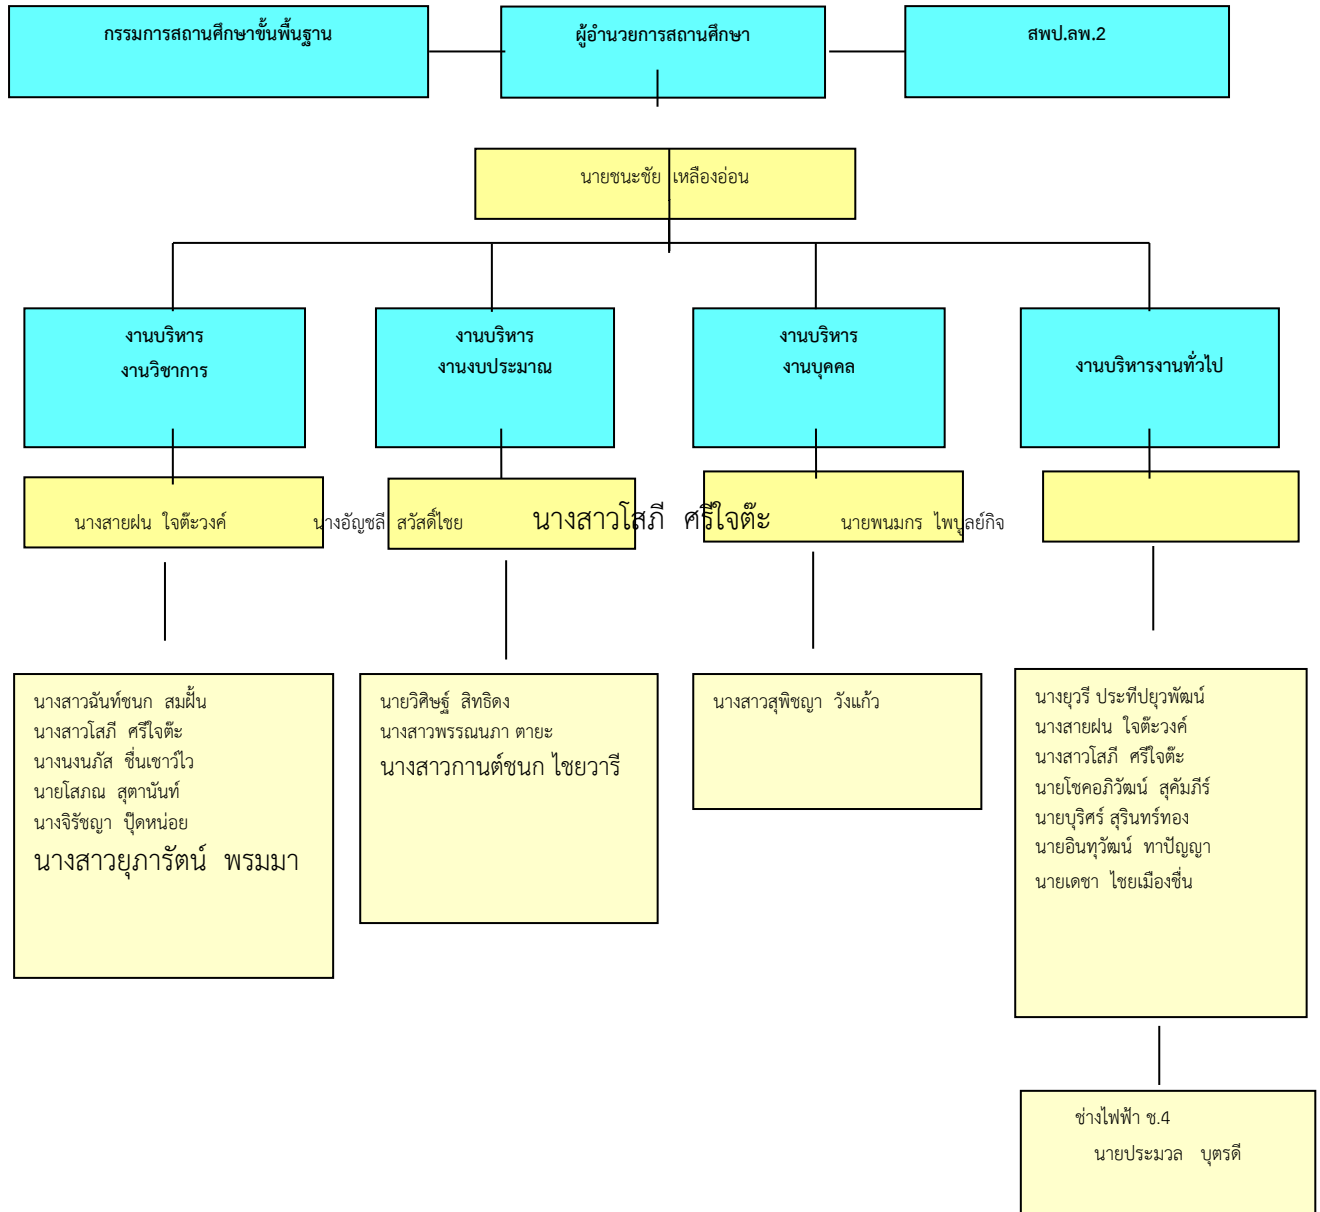 กรรมการสถานศึกษาขั้นพื้นฐาน
ผู้อำนวยการสถานศึกษา
สพป.ลพ.2
นายชนะชัย เหลืองอ่อน
งานบริหาร
งานวิชาการ
งานบริหาร
งานงบประมาณ
งานบริหาร
งานบุคคล
งานบริหารงานทั่วไป
นางสายฝน ใจต๊ะวงค์
นางอัญชลี สวัสดิ์ไชย
นางสาวโสภี ศรีใจต๊ะ
นายพนมกร ไพบูลย์กิจ
นางสาวฉันท์ชนก สมฝั้น
นางสาวโสภี ศรีใจต๊ะ
นางนงนภัส ชื่นเชาว์ไว
นายโสภณ สุตานันท์
นางจิรัชญา ปุ๊ดหน่อย
นางสาวยุภารัตน์ พรมมา
นายวิศิษฐ์ สิทธิดง
นางสาวพรรณนภา ตายะ
นางสาวกานต์ชนก ไชยวารี
นางสาวสุพิชญา วังแก้ว
นางยุวรี ประทีปยุวพัฒน์
นางสายฝน ใจต๊ะวงค์
นางสาวโสภี ศรีใจต๊ะ
นายโชคอภิวัฒน์ สุคัมภีร์
นายบุริศร์ สุรินทร์ทอง
นายอินทุวัฒน์ ทาปัญญา
นายเดชา ไชยเมืองชื่น
ช่างไฟฟ้า ช.4
นายประมวล บุตรดี